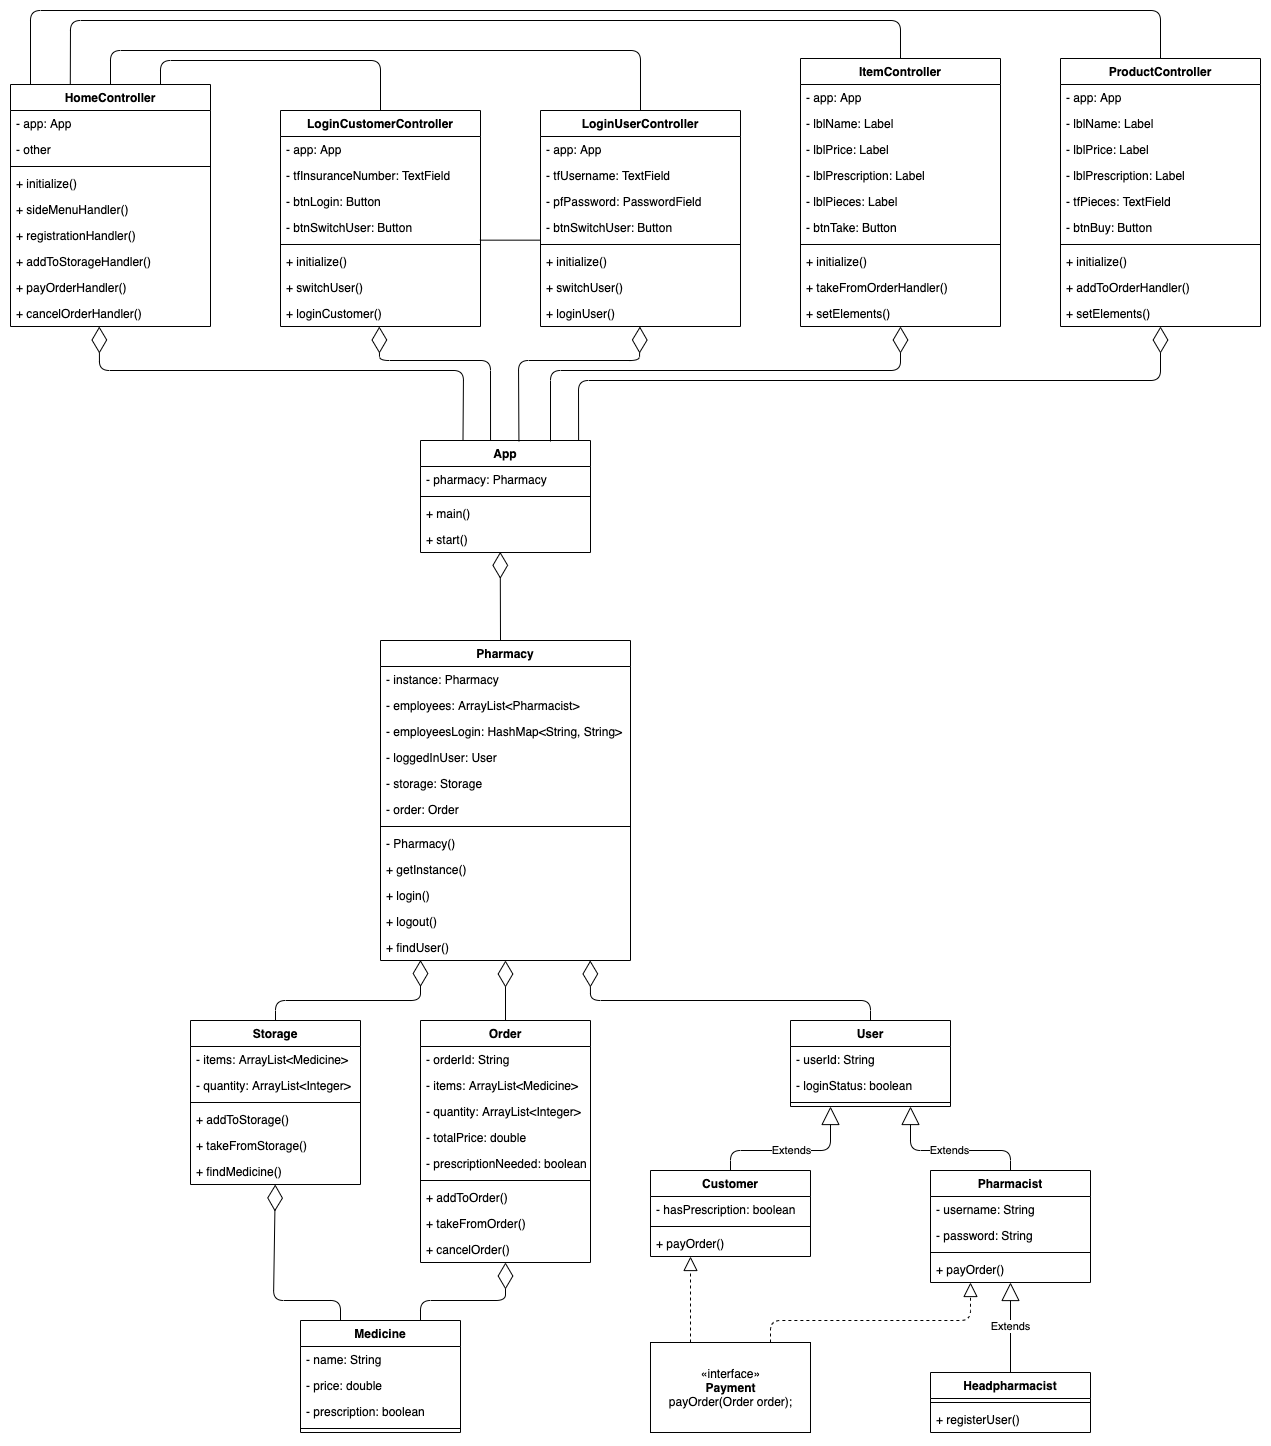 HomeController
- app: App
- other
+ initialize()
+ sideMenuHandler()
+ registrationHandler()
+ addToStorageHandler()
+ payOrderHandler()
+ cancelOrderHandler()
LoginCustomerController
- app: App
- tfInsuranceNumber: TextField
- btnLogin: Button
- btnSwitchUser: Button
+ initialize()
+ switchUser()
+ loginCustomer()
LoginUserController
- app: App
- tfUsername: TextField
- pfPassword: PasswordField
- btnSwitchUser: Button
+ initialize()
+ switchUser()
+ loginUser()
ItemController
- app: App
- lblName: Label
- lblPrice: Label
- lblPrescription: Label
- lblPieces: Label
- btnTake: Button
+ initialize()
+ takeFromOrderHandler()
+ setElements()
ProductController
- app: App
- lblName: Label
- lblPrice: Label
- lblPrescription: Label
- tfPieces: TextField
- btnBuy: Button
+ initialize()
+ addToOrderHandler()
+ setElements()
App
- pharmacy: Pharmacy
+ main()
+ start()
Pharmacy
- instance: Pharmacy
- employees: ArrayList<Pharmacist>
- employeesLogin: HashMap<String, String>
- loggedInUser: User
- storage: Storage
- order: Order
- Pharmacy()
+ getInstance()
+ login()
+ logout()
+ findUser()
Storage
- items: ArrayList<Medicine>
- quantity: ArrayList<Integer>
+ addToStorage()
+ takeFromStorage()
+ findMedicine()
Order
- orderId: String
- items: ArrayList<Medicine>
- quantity: ArrayList<Integer>
- totalPrice: double
- prescriptionNeeded: boolean
+ addToOrder()
+ takeFromOrder()
+ cancelOrder()
User
- userId: String
- loginStatus: boolean
Extends
Extends
Customer
- hasPrescription: boolean
+ payOrder()
Pharmacist
- username: String
- password: String
+ payOrder()
Extends
Medicine
- name: String
- price: double
- prescription: boolean
«interface»
Payment
payOrder(Order order);
Headpharmacist
+ registerUser()